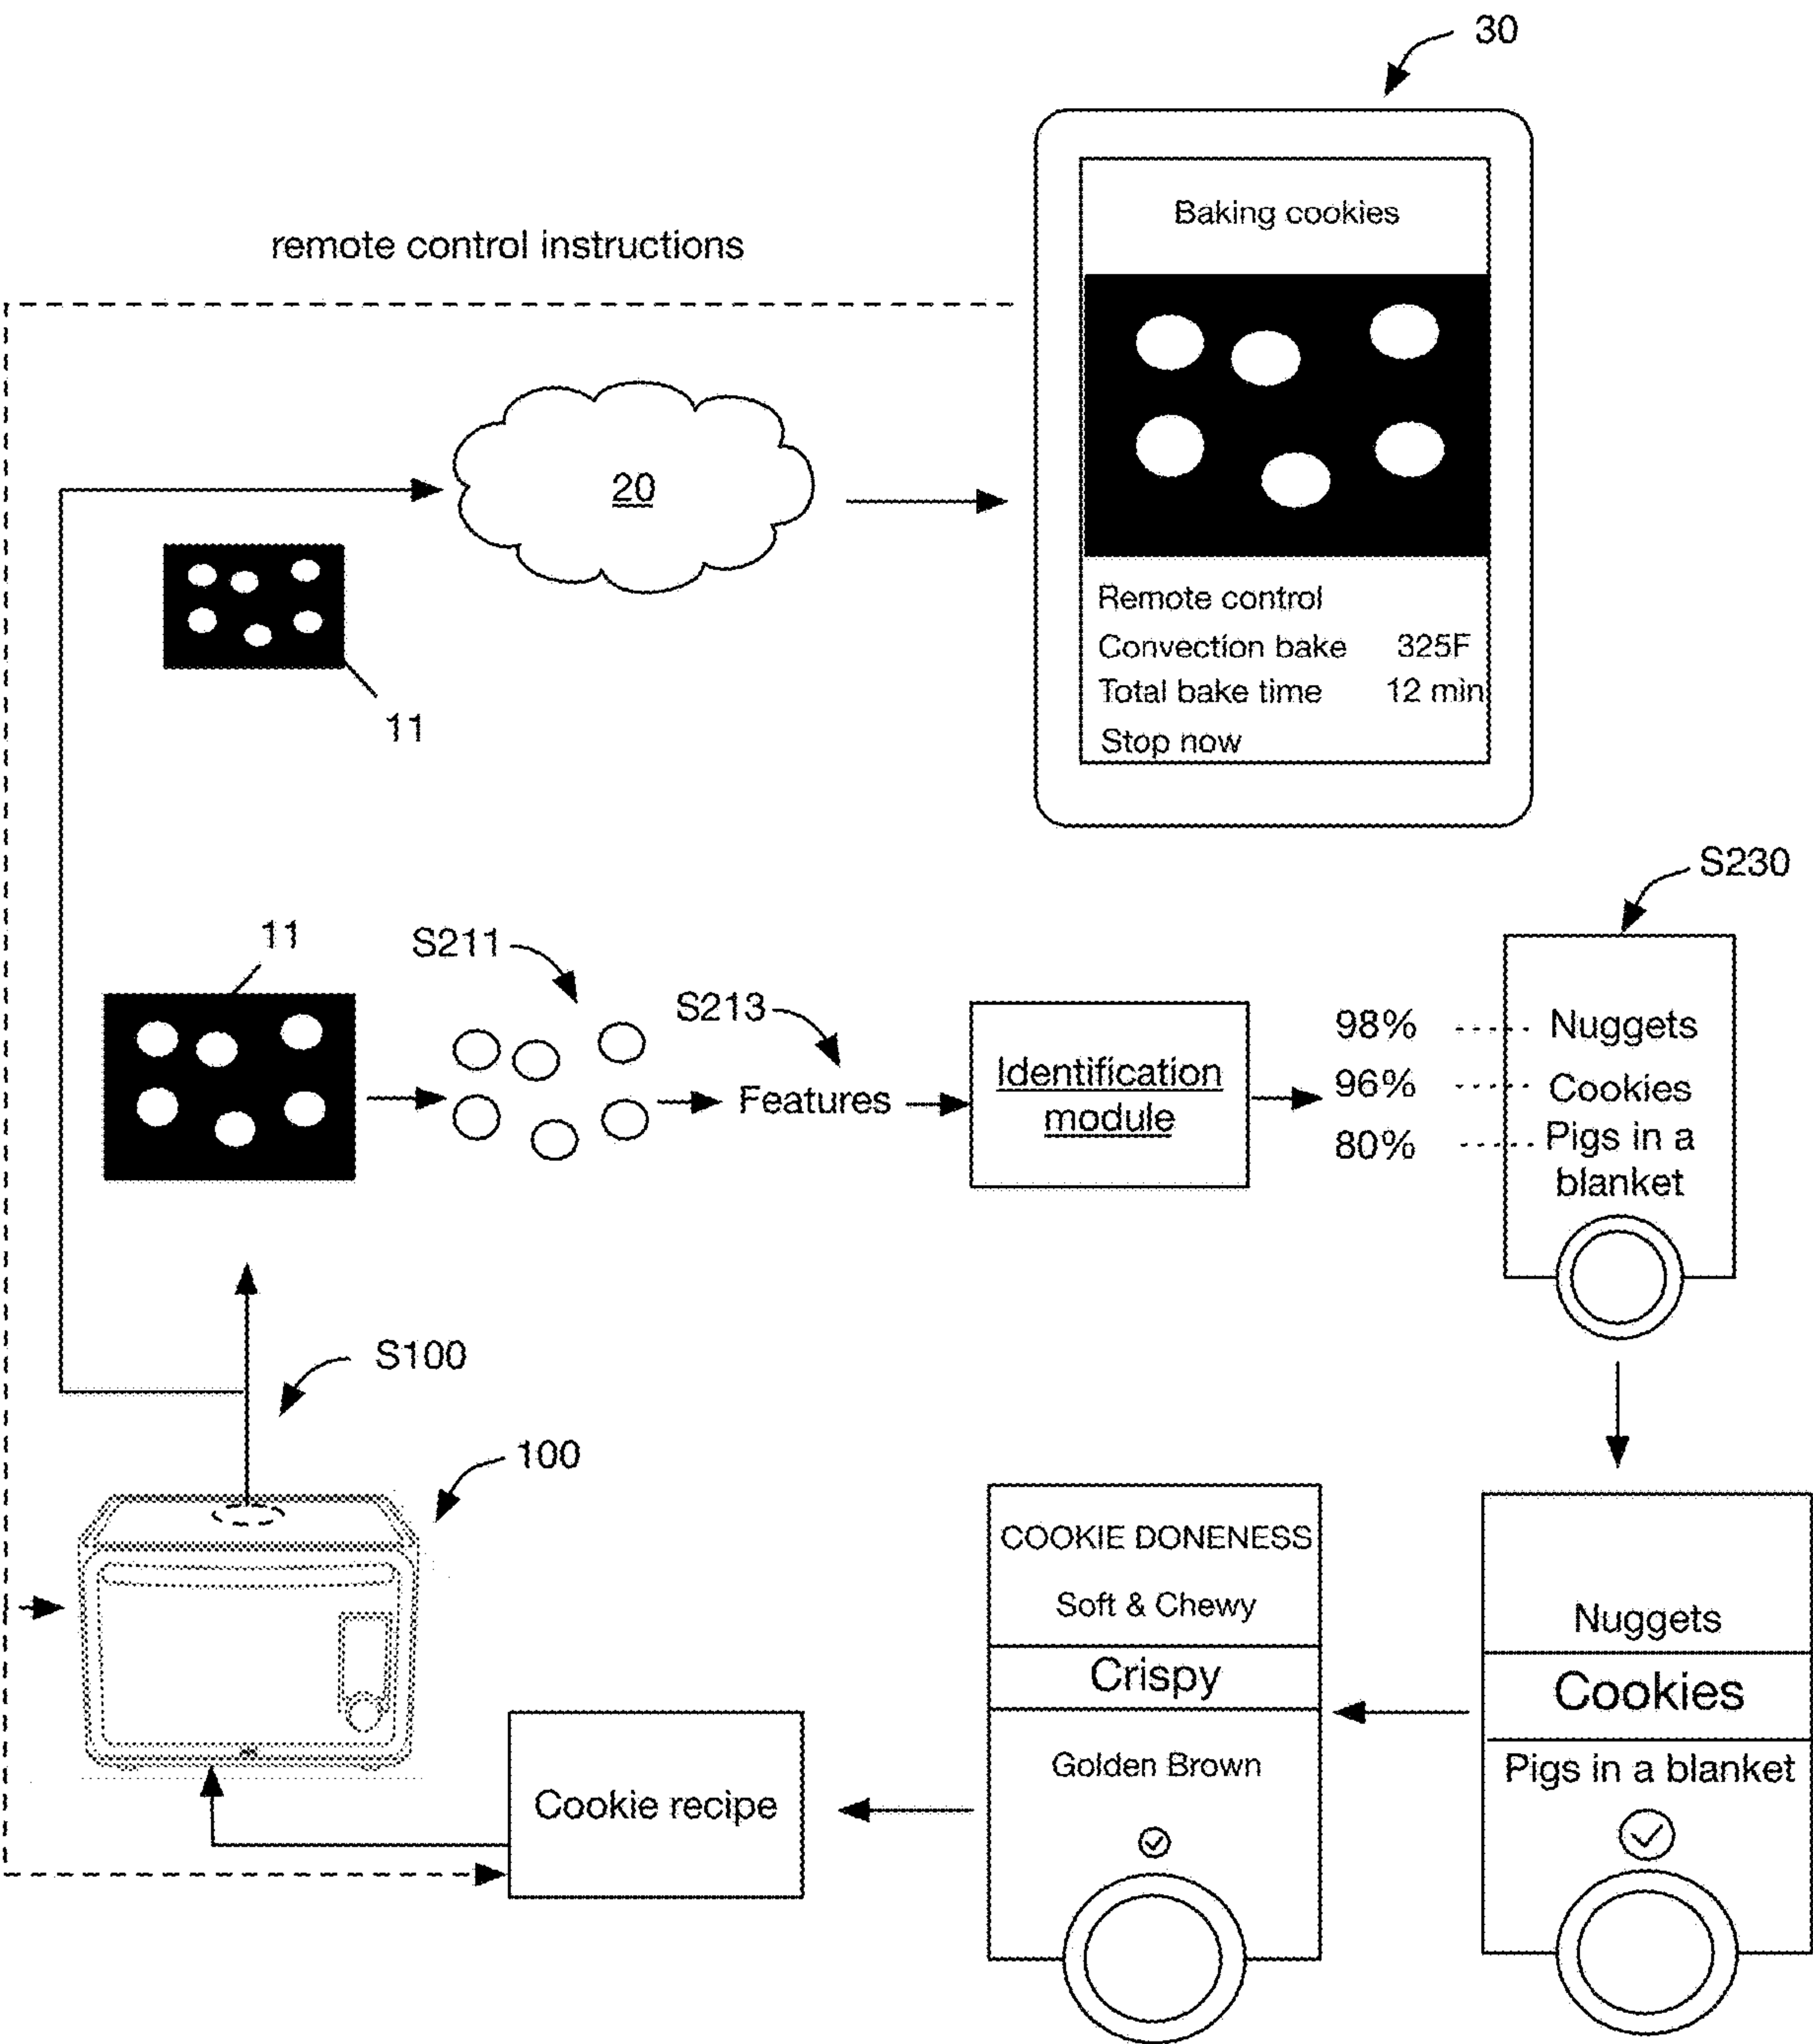 30
Baking cookies
remote control instructions
20
Remote control
Convection bake 325F
Total bake time 12 min
Stop now
11
S230
11
S211
S213
Features
Identification
module
98% Nuggets
96% Cookies
80% Pigs in a
blanket
S100
100
COOKIE DONENESS
Soft & Chewy
Crispy
Golden Brown
Nuggets
Cookies
Pigs in a blanket
Cookie recipe